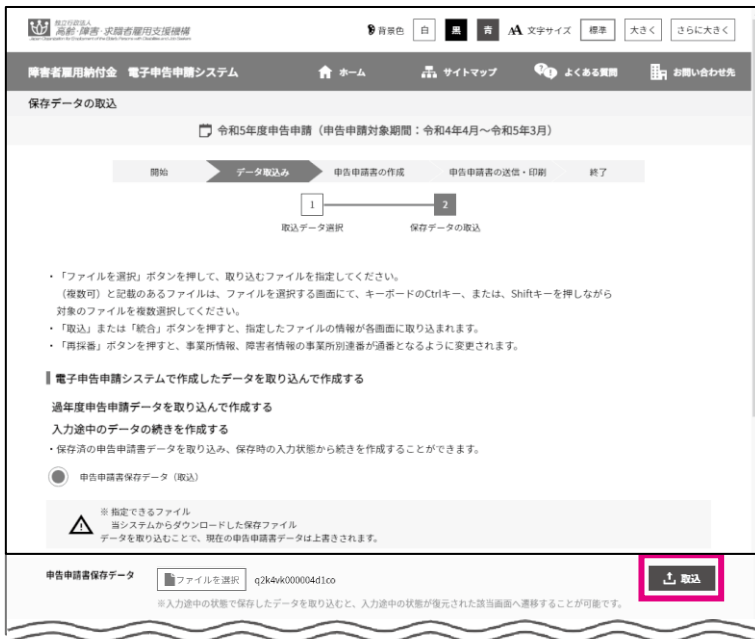 独立行政法人
高齢・障害・求職者雇用支援機構
背景色 白 黒 青 AA 文字サイズ 標準 大きく さらに大きく
障害者雇用納付金 電子申告申請システム ホーム サイトマップ よくある質問 お問い合わせ先
保存データの取込
令和5年度申告申請（申告申請対象期間：令和4年4月～令和5年3月）
開始 データ取込み 申告申請書の作成 申告申請書の送信・印刷 終了
1 2
取込データ選択 保存データの取込
・「ファイルを選択」ボタンを押して、取り込むファイルを指定してください。
（複数可）と記載のあるファイルは、ファイルを選択する画面にて、キーボードのCtrlキー、または、Shiftキーを押しながら
対象のファイルを複数選択してください。
・「取込」または「統合」ボタンを押すと、指定したファイルの情報が各画面に取り込まれます。
・「再採番」ボタンを押すと、事業所情報、障害者情報の事業所別連番が通番となるように変更されます。
電子申告申請システムで作成したデータを取り込んで作成する
過年度申告申請データを取り込んで作成する
入力途中のデータの続きを作成する
・保存済の申告申請書データを取り込み、保存時の入力状態から続きを作成することができます。
申告申請書保存データ（取込）
※ 指定できるファイル
当システムからダウンロードした保存ファイル
データを取り込むことで、現在の申告申請書データは上書きされます。
申告申請書保存データ ファイルを選択 q2k4vk000004d1co 取込
※入力途中の状態で保存したデータを取り込むと、入力途中の状態が復元された該当画面へ遷移することが可能です。